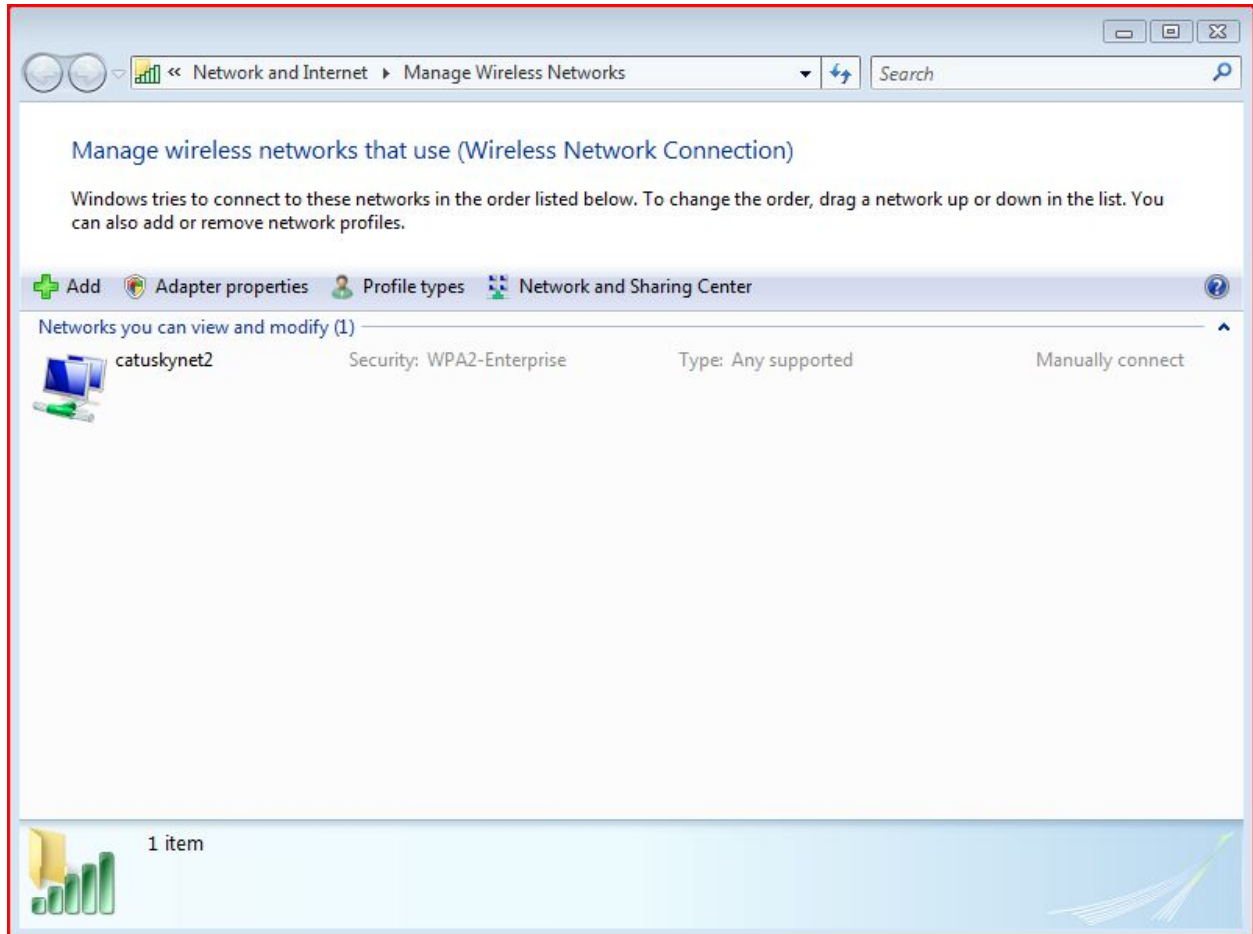 « Network and Internet ▸ Manage Wireless Networks
Search
Manage wireless networks that use (Wireless Network Connection)
Windows tries to connect to these networks in the order listed below. To change the order, drag a network up or down in the list. You
can also add or remove network profiles.
Add Adapter properties Profile types Network and Sharing Center
Networks you can view and modify (1)
catuskynet2 Security: WPA2-Enterprise Type: Any supported Manually connect
1 item